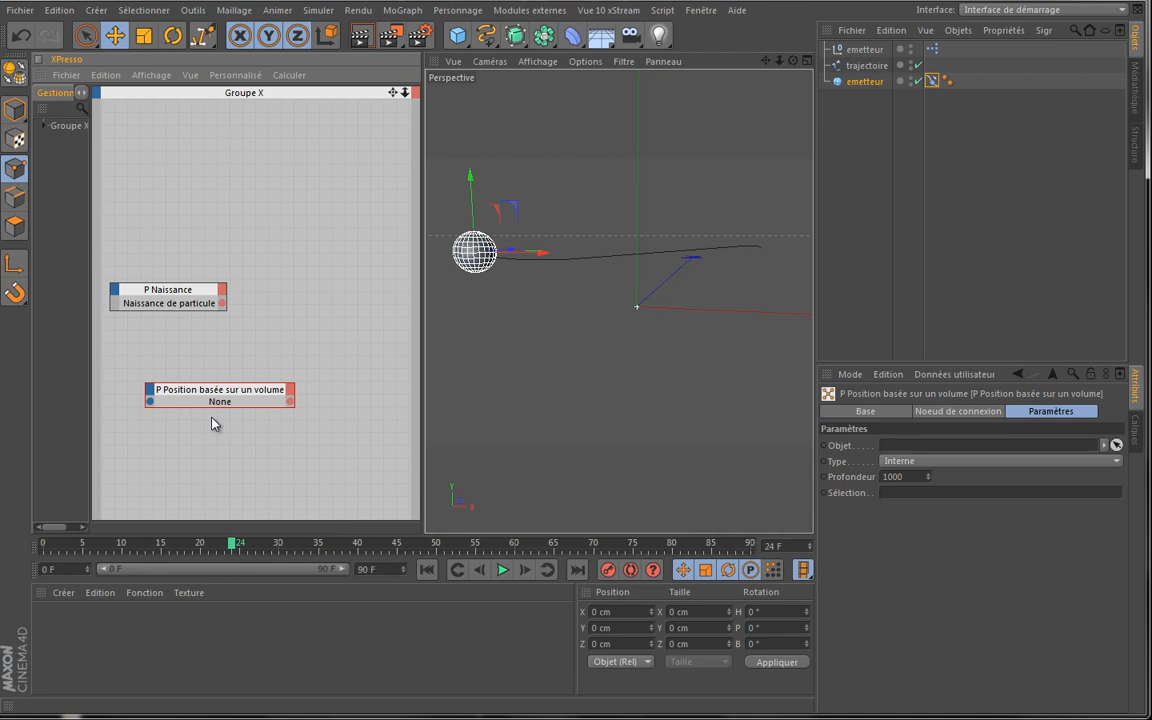 Fichier Edition Créer Sélectionner Outils Maillage Animer Simuler Rendu MoGraph Personnage Modules externes Vue 10 xStream Script Fenêtre Aide Interface: Interface de démarrage
XPresso
Fichier Edition Affichage Personnalisé Calculer
Vue Caméras Affichage Options Filtre Panneau
Fichier Edition Vue Objets Propriétés Sigr
Gestionn
Groupe X
Perspective
emetteur
trajectoire
emetteur
Groupe X
P Naissance
Naissance de particule
P Position basée sur un volume
None
Y
X
Objets
Médiathèque
Structure
Mode Edition Données utilisateur
P Position basée sur un volume [P Position basée sur un volume]
Base Noeud de connexion Paramètres
Paramètres
Objet
Type Interne
Profondeur 1000
Sélection
Attributs
Calques
0 5 10 15 20 24 30 35 40 45 50 55 60 65 70 75 80 85 90 24 F
0 F 0 F 90 F 90 F
Créer Edition Fonction Texture
Position Taille Rotation
X 0 cm X 0 cm H 0 °
Y 0 cm Y 0 cm P 0 °
Z 0 cm Z 0 cm B 0 °
Objet (Rel) Taille Appliquer
MAXON
CINEMA4D